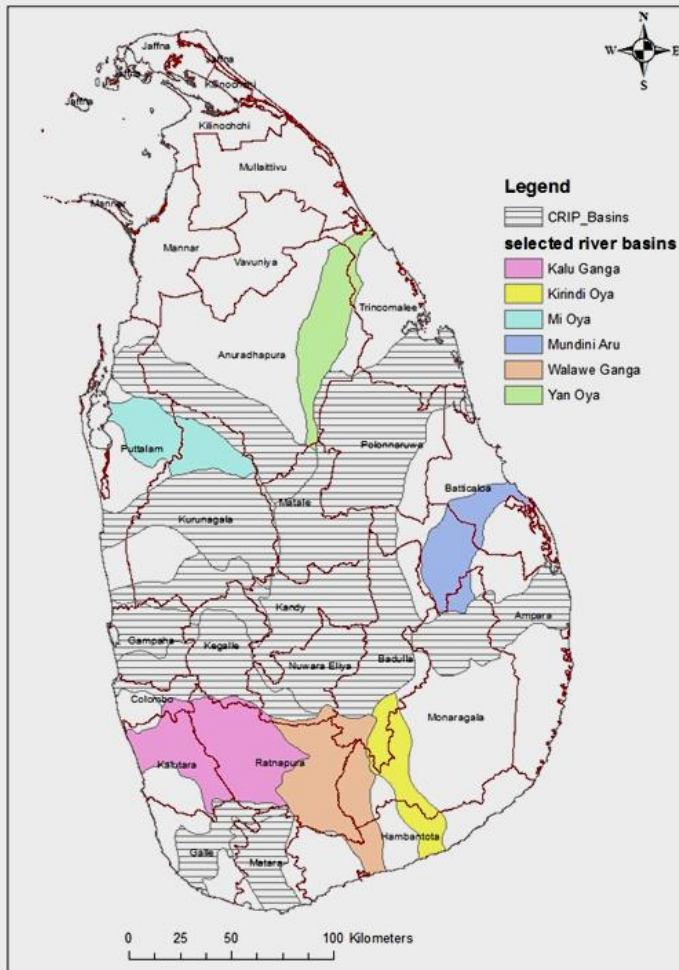 N
W E
S
Jaffna
Jaffna
Kilinochchi
Jaffna
Jaffna
Kilinochchi
Mullaittivu
Mannar
Mannar
Vavuniya
Trincomalee
Anuradhapura
Puttalam
Polonnaruwa
Batticaloa
Matale
Kurunagala
Kandy
Ampara
Gampaha
Kegalle
Nuwara Eliya
Badulla
Colombo
Monaragala
Kalutara
Ratnapura
Hambantota
Galle
Matara
Legend
CRIP_Basins
selected river basins
Kalu Ganga
Kirindi Oya
Mi Oya
Mundini Aru
Walawe Ganga
Yan Oya
0 25 50 100 Kilometers